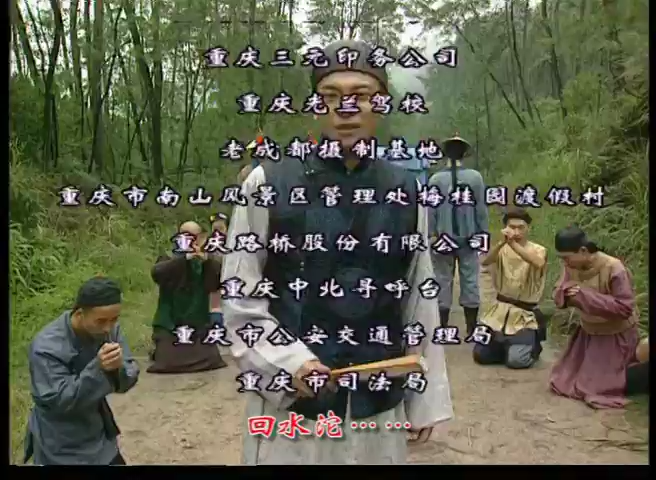 重庆三元印务公司
重庆光兰驾校
老成都摄制基地
重庆市南山风景区管理处梅桂园渡假村
重庆路桥股份有限公司
重庆中北寻呼台
重庆市公安交通管理局
重庆市司法局
回水沱……